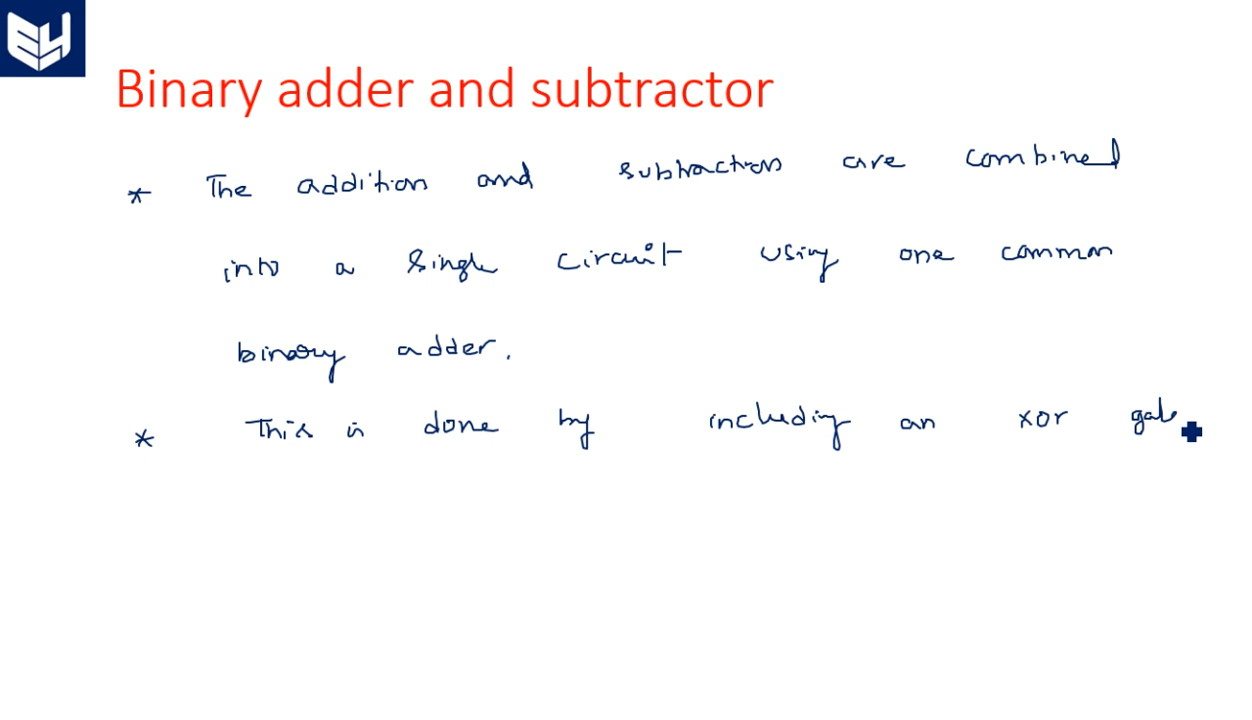 Binary adder and subtractor
* The addition and subtraction are combined
into a single circuit using one common
binary adder.
* This is done by including an xor gate